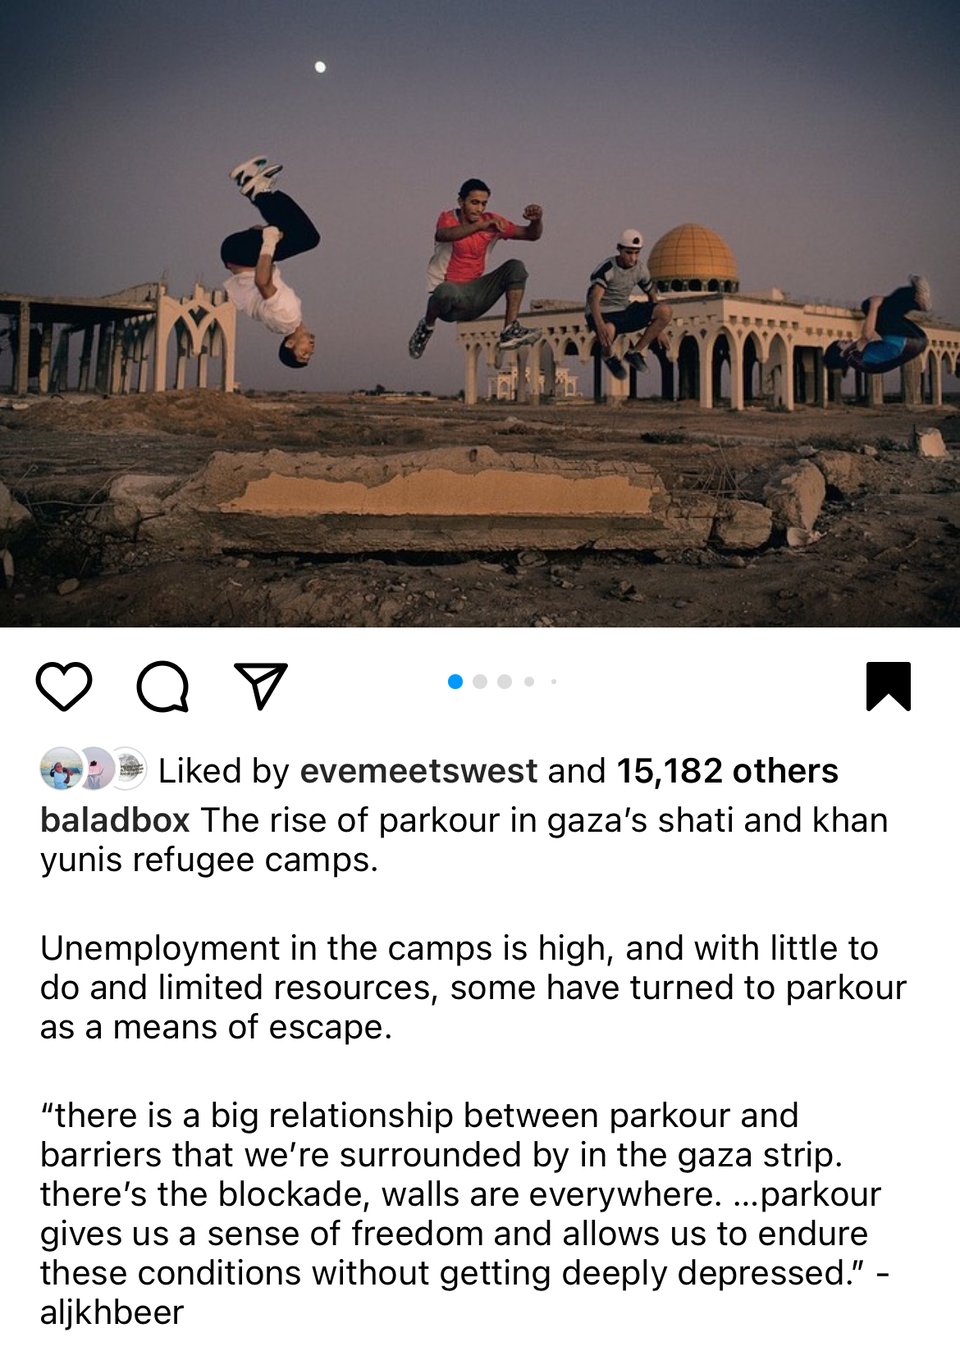 Liked by evemeetswest and 15,182 others
baladbox The rise of parkour in gaza’s shati and khan
yunis refugee camps.
Unemployment in the camps is high, and with little to
do and limited resources, some have turned to parkour
as a means of escape.
“there is a big relationship between parkour and
barriers that we’re surrounded by in the gaza strip.
there’s the blockade, walls are everywhere. ...parkour
gives us a sense of freedom and allows us to endure
these conditions without getting deeply depressed.” -
aljkhbeer